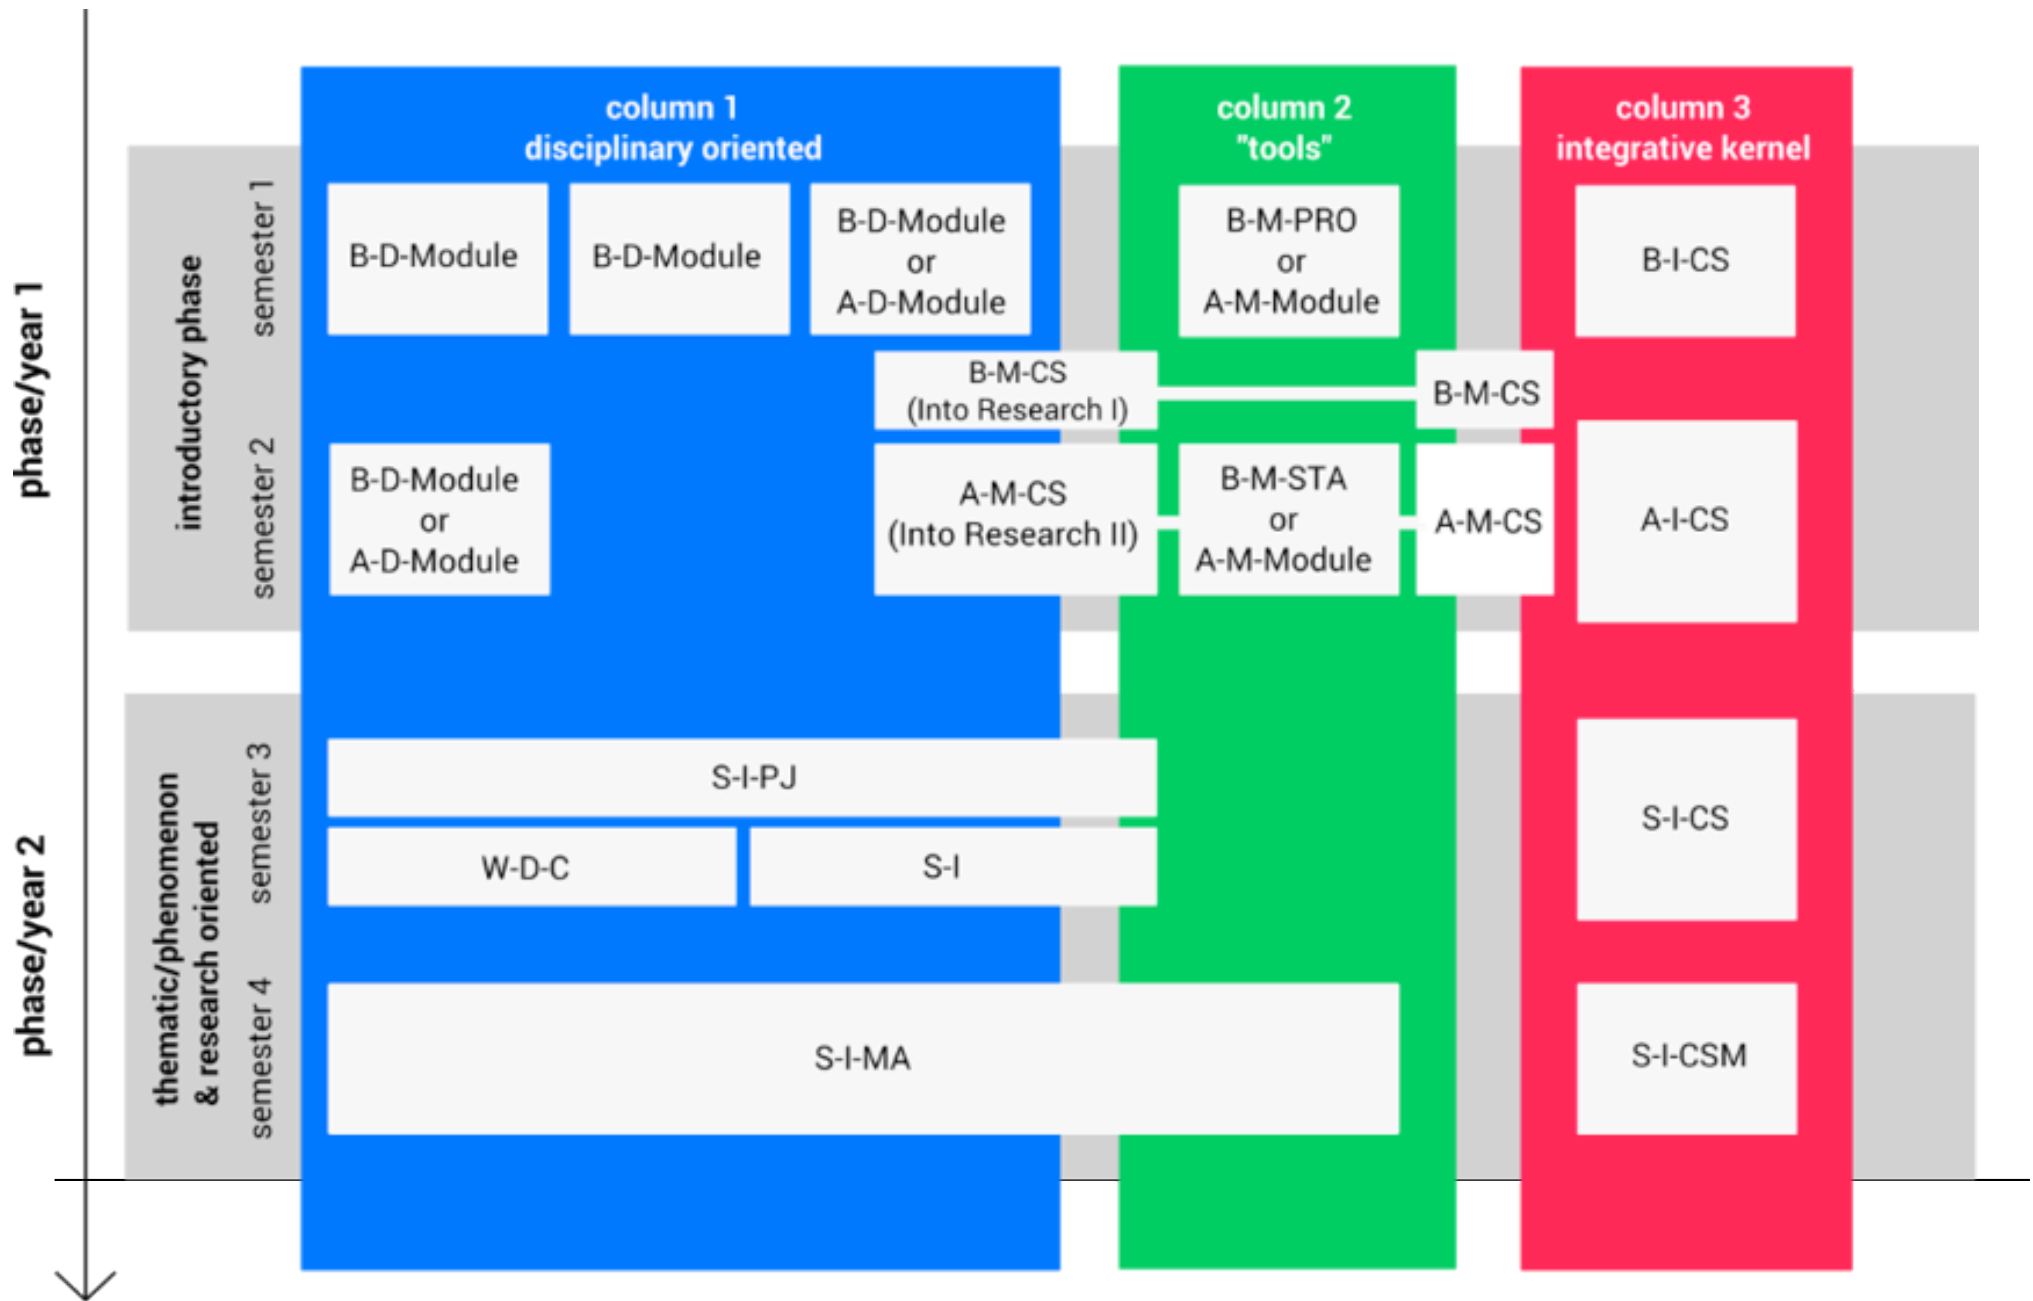 column 1
disciplinary oriented
column 2
"tools"
column 3
integrative kernel
phase/year 1
introductory phase
semester 1
B-D-Module
B-D-Module
B-D-Module
or
A-D-Module
B-M-PRO
or
A-M-Module
B-I-CS
B-M-CS
(Into Research I)
B-M-CS
semester 2
B-D-Module
or
A-D-Module
A-M-CS
(Into Research II)
B-M-STA
or
A-M-Module
A-M-CS
A-I-CS
phase/year 2
thematic/phenomenon
& research oriented
semester 3
S-I-PJ
W-D-C
S-I
S-I-CS
semester 4
S-I-MA
S-I-CSM